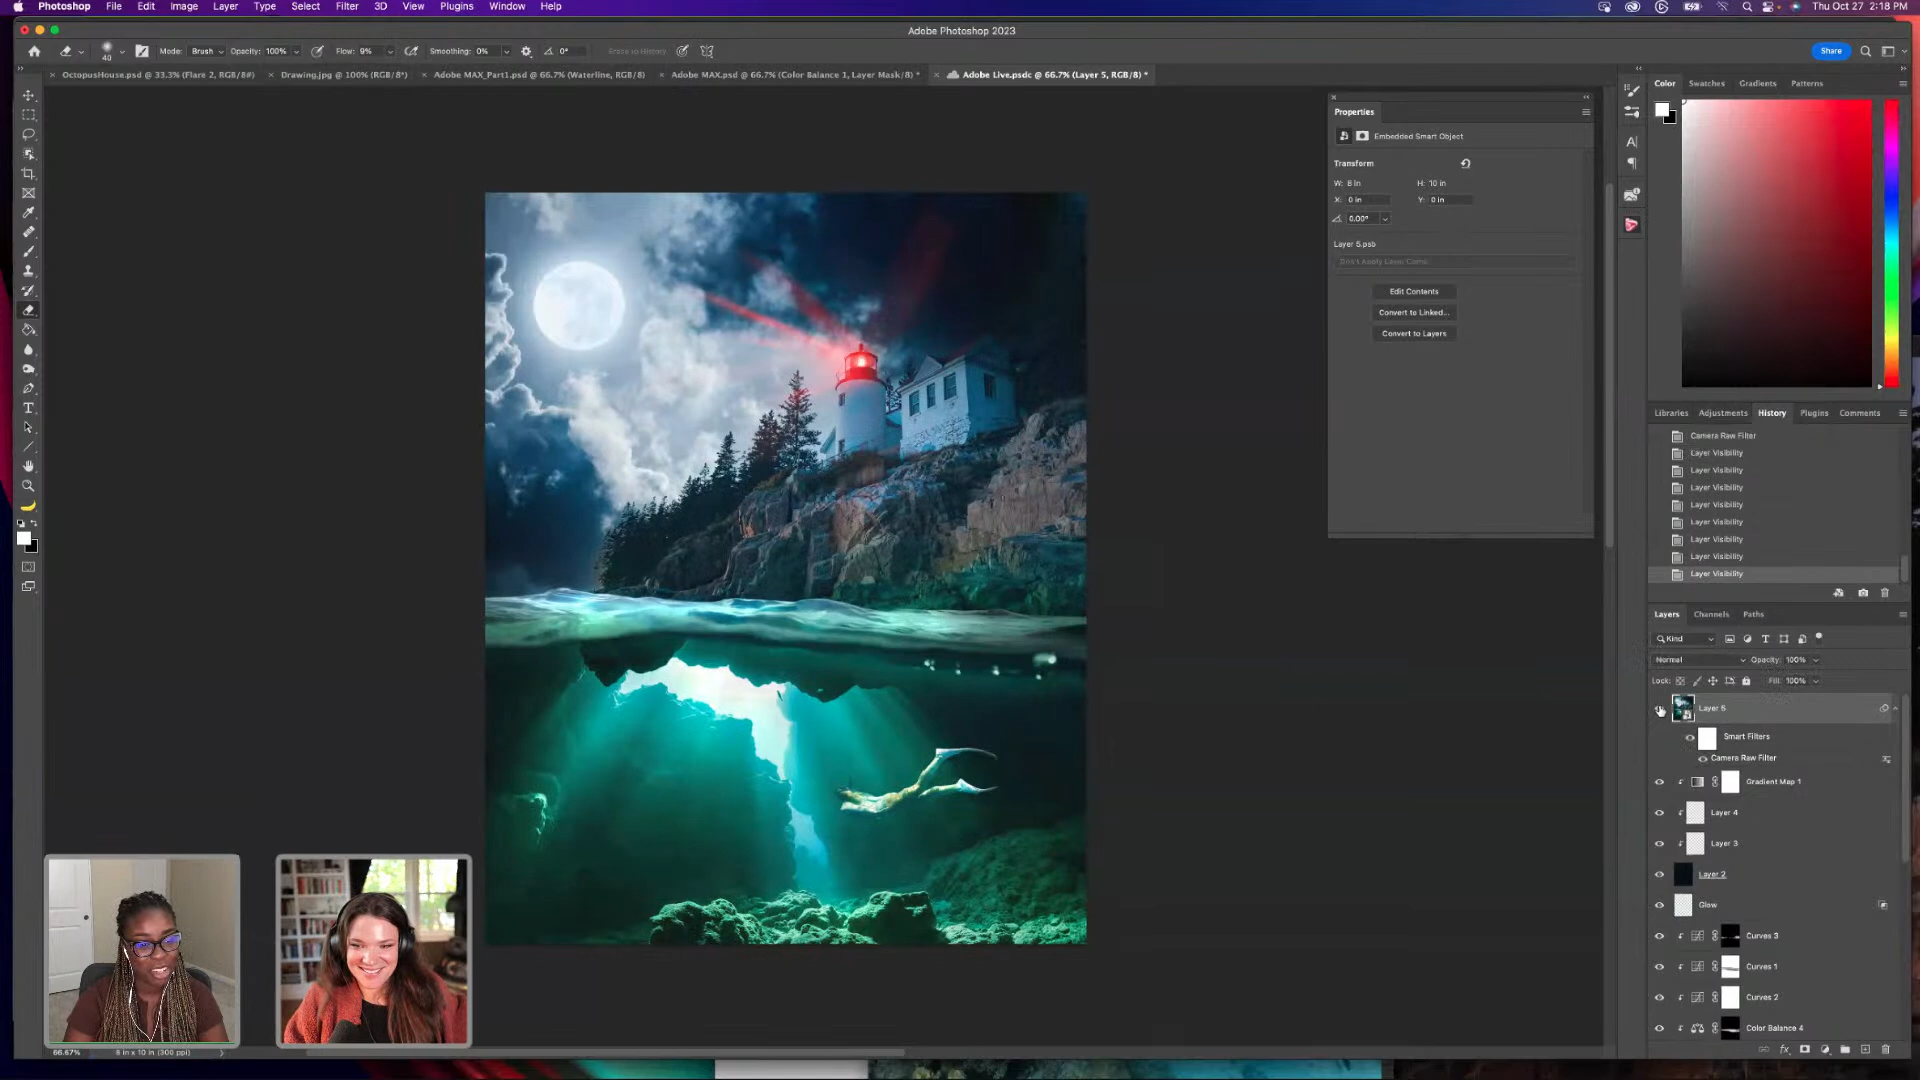 Photoshop File Edit Image Layer Type Select Filter 3D View Plugins Window Help Thu Oct 27 2:18 PM
Adobe Photoshop 2023
40 Mode: Brush Opacity: 100% Flow: 9% Smoothing: 0% 0° Erase to History Share
OctopusHouse.psd @ 33.3% (Flare 2, RGB/8#) Drawing.jpg @ 100% (RGB/8*) Adobe MAX_Part1.psd @ 66.7% (Waterline, RGB/8) Adobe MAX.psd @ 66.7% (Color Balance 1, Layer Mask/8) * Adobe Live.psdc @ 66.7% (Layer 5, RGB/8) *
Color Swatches Gradients Patterns
Properties
Embedded Smart Object
Transform
W: 8 in H: 10 in
X: 0 in Y: 0 in
0.00°
Layer 5.psb
Don't Apply Layer Comp
Edit Contents
Convert to Linked...
Convert to Layers
Libraries Adjustments History Plugins Comments
Camera Raw Filter
Layer Visibility
Layer Visibility
Layer Visibility
Layer Visibility
Layer Visibility
Layer Visibility
Layer Visibility
Layer Visibility
Layers Channels Paths
Kind
Normal Opacity: 100%
Lock: Fill: 100%
Layer 5
Smart Filters
Camera Raw Filter
Gradient Map 1
Layer 4
Layer 3
Layer 2
Glow
Curves 3
Curves 1
Curves 2
Color Balance 4
fx
66.67% 8 in x 10 in (300 ppi)